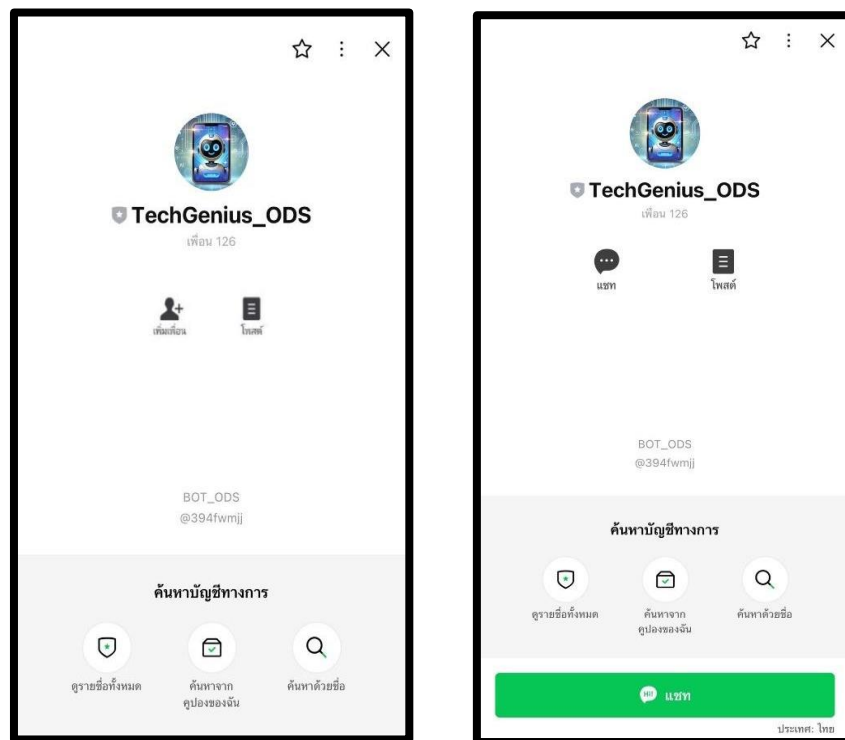 TechGenius_ODS
เพื่อน 126
เพิ่มเพื่อน
โพสต์
BOT_ODS
@394fwmjj
ค้นหาบัญชีทางการ
ดูรายชื่อทั้งหมด
ค้นหาจาก
คูปองของฉัน
ค้นหาด้วยชื่อ
TechGenius_ODS
เพื่อน 126
แชท
โพสต์
BOT_ODS
@394fwmjj
ค้นหาบัญชีทางการ
ดูรายชื่อทั้งหมด
ค้นหาจาก
คูปองของฉัน
ค้นหาด้วยชื่อ
HI! แชท
ประเทศ: ไทย